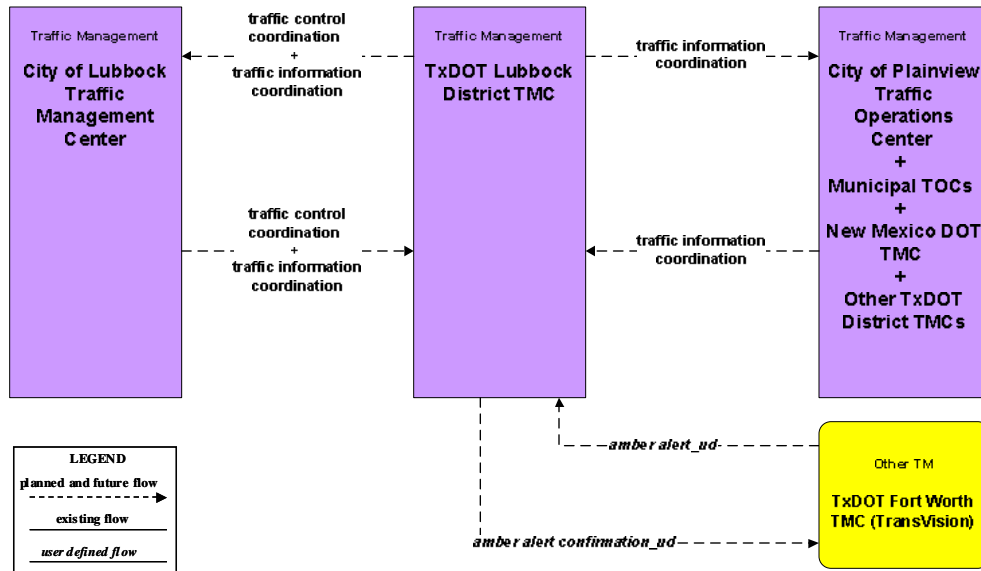 Traffic Management
City of Lubbock
Traffic
Management
Center
traffic control
coordination
+
traffic information
coordination
traffic control
coordination
+
traffic information
coordination
Traffic Management
TxDOT Lubbock
District TMC
traffic information
coordination
traffic information
coordination
Traffic Management
City of Plainview
Traffic
Operations
Center
+
Municipal TOCs
+
New Mexico DOT
TMC
+
Other TxDOT
District TMCs
amber alert_ud
amber alert confirmation_ud
Other TM
TxDOT Fort Worth
TMC (TransVision)
LEGEND
planned and future flow
existing flow
user defined flow